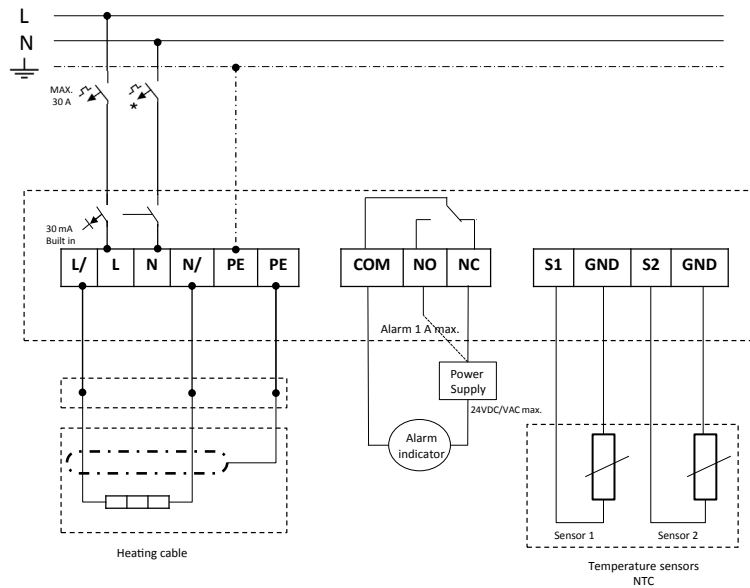 L
N
MAX.
30 A
*
30 mA
Built in
L/ L N N/ PE PE
COM NO NC
S1 GND S2 GND
Alarm 1 A max.
Power
Supply
24VDC/VAC max.
Alarm
indicator
Sensor 1
Sensor 2
Heating cable
Temperature sensors
NTC